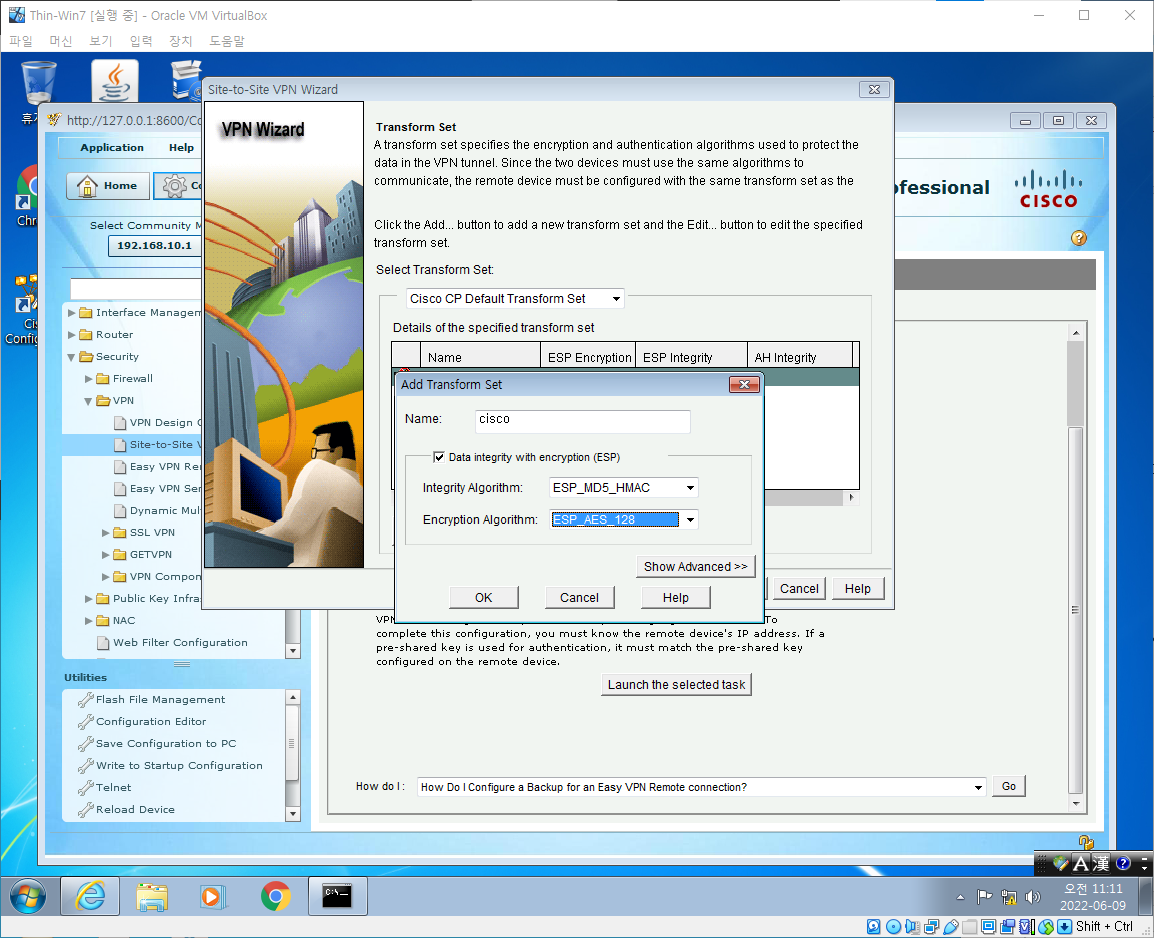 Thin-Win7 [실행 중] - Oracle VM VirtualBox
파일 머신 보기 입력 장치 도움말
Site-to-Site VPN Wizard
http://127.0.0.1:8600/Co
Application Help
Home
Select Community M
192.168.10.1
ofessional
CISCO
Chr
Cis
Config
Interface Managem
Router
Security
Firewall
VPN
VPN Design
Site-to-Site V
Easy VPN Re
Easy VPN Ser
Dynamic Mul
SSL VPN
GETVPN
VPN Compon
Public Key Infra
NAC
Web Filter Configuration
Utilities
Flash File Management
Configuration Editor
Save Configuration to PC
Write to Startup Configuration
Telnet
Reload Device
VPN Wizard
Transform Set
A transform set specifies the encryption and authentication algorithms used to protect the
data in the VPN tunnel. Since the two devices must use the same algorithms to
communicate, the remote device must be configured with the same transform set as the
Click the Add... button to add a new transform set and the Edit... button to edit the specified
transform set.
Select Transform Set:
Cisco CP Default Transform Set
Details of the specified transform set
Name ESP Encryption ESP Integrity AH Integrity
Add Transform Set
Name: cisco
Data integrity with encryption (ESP)
Integrity Algorithm: ESP_MD5_HMAC
Encryption Algorithm: ESP_AES_128
Show Advanced >>
OK Cancel Help
Cancel Help
To
complete this configuration, you must know the remote device's IP address. If a
pre-shared key is used for authentication, it must match the pre-shared key
configured on the remote device.
Launch the selected task
How do I : How Do I Configure a Backup for an Easy VPN Remote connection? Go
A 漢
오전 11:11
2022-06-09
Shift + Ctrl